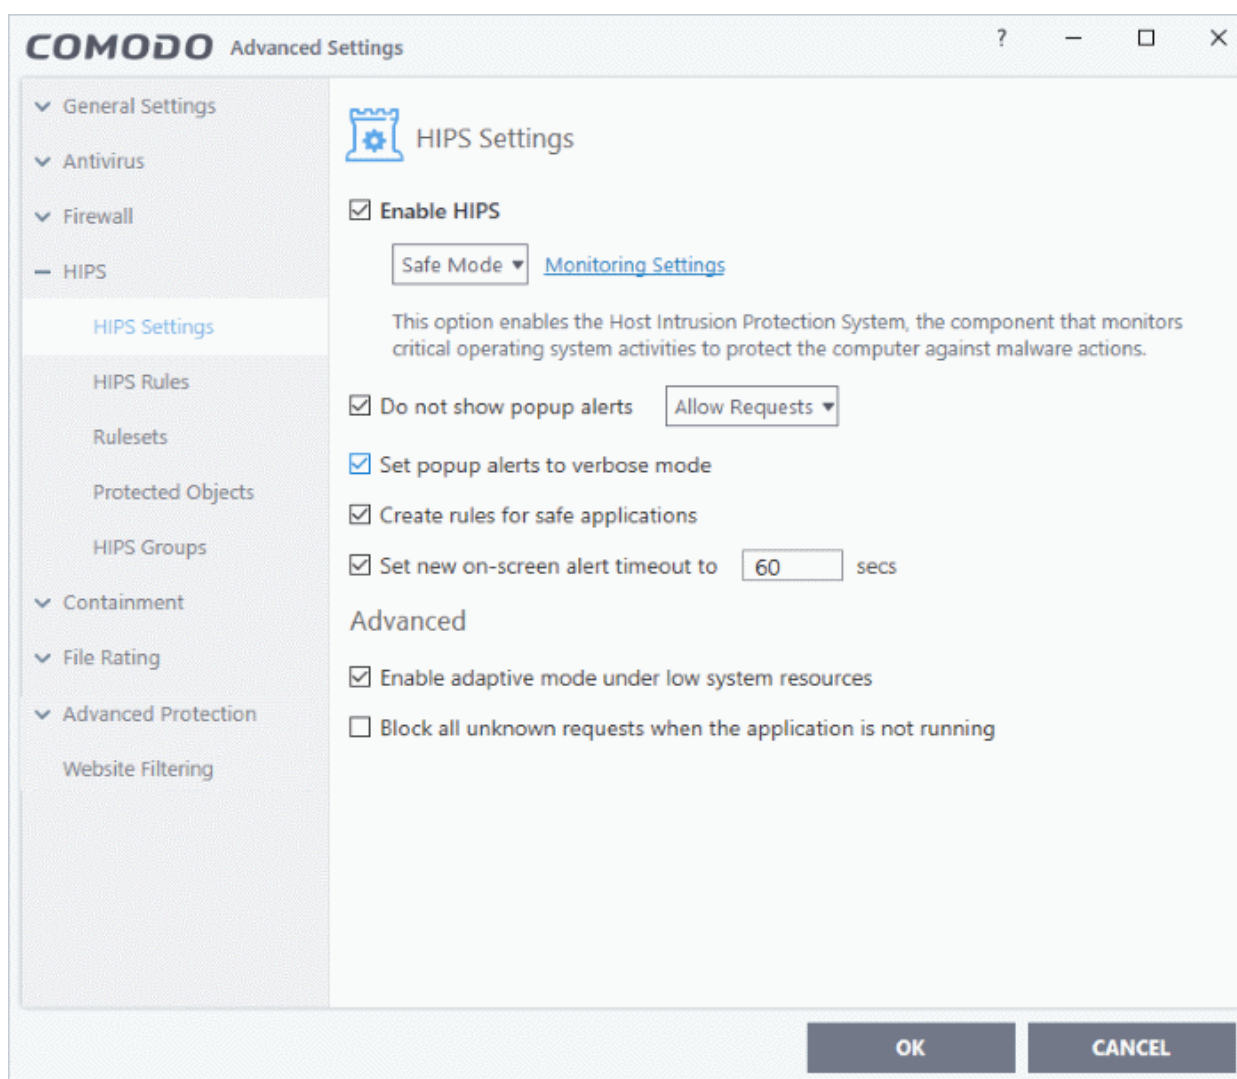 COMODO Advanced Settings ?
General Settings
Antivirus
Firewall
HIPS
HIPS Settings
HIPS Rules
Rulesets
Protected Objects
HIPS Groups
Containment
File Rating
Advanced Protection
Website Filtering
HIPS Settings
Enable HIPS
Safe Mode Monitoring Settings
This option enables the Host Intrusion Protection System, the component that monitors
critical operating system activities to protect the computer against malware actions.
Do not show popup alerts Allow Requests
Set popup alerts to verbose mode
Create rules for safe applications
Set new on-screen alert timeout to 60 secs
Advanced
Enable adaptive mode under low system resources
Block all unknown requests when the application is not running
OK CANCEL